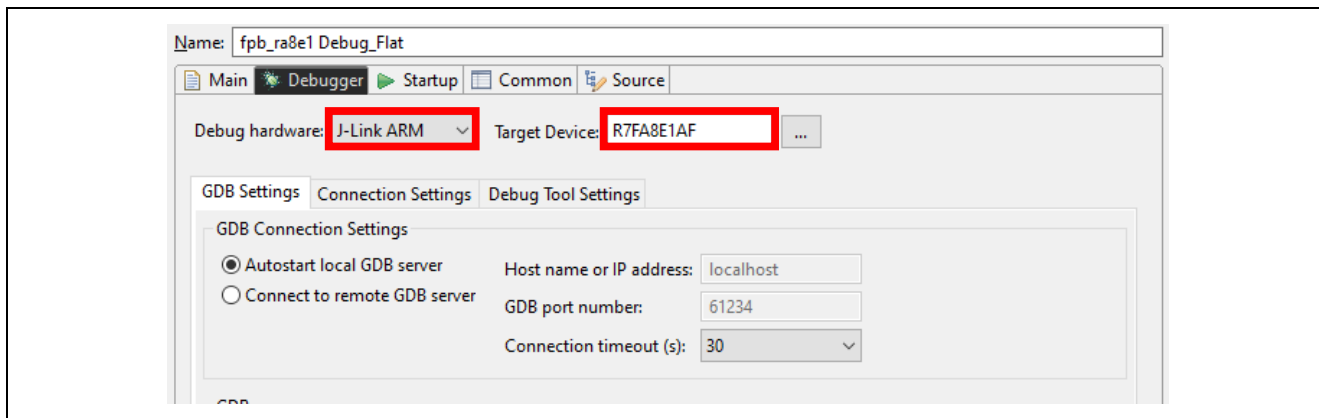 Name: fpb_ra8e1 Debug_Flat
Main Debugger Startup Common Source
Debug hardware: J-Link ARM Target Device: R7FA8E1AF ...
GDB Settings Connection Settings Debug Tool Settings
GDB Connection Settings
Autostart local GDB server Host name or IP address: localhost
Connect to remote GDB server GDB port number: 61234
Connection timeout (s): 30